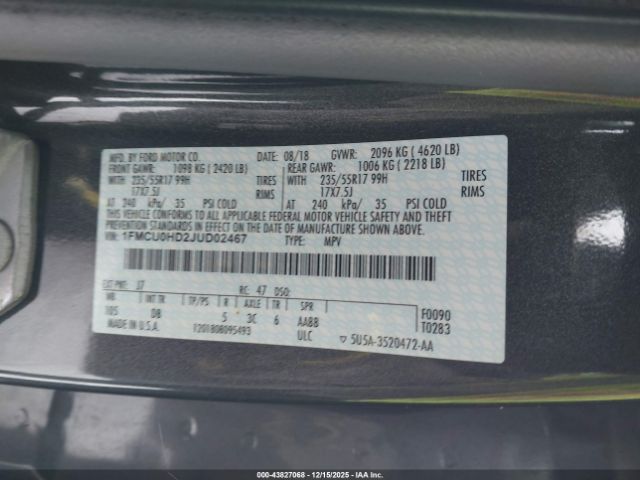 MFD. BY FORD MOTOR CO. DATE: 08/18 GVWR: 2096 KG ( 4620 LB)
FRONT GAWR: 1098 KG ( 2420 LB) REAR GAWR: 1006 KG ( 2218 LB)
WITH 235/55R17 99H TIRES WITH 235/55R17 99H TIRES
17X7.5J RIMS 17X7.5J RIMS
AT 240 kPa/ 35 PSI COLD AT 240 kPa/ 35 PSI COLD
THIS VEHICLE CONFORMS TO ALL APPLICABLE FEDERAL MOTOR VEHICLE SAFETY, BUMPER, AND
THEFT PREVENTION STANDARDS IN EFFECT ON THE DATE OF MANUFACTURE SHOWN ABOVE.
VIN: 1FMCU0HD2JUD02467 TYPE: MPV
EXT PNT: J7 RC: 47 DSO:
WB INT TR TP/PS R AXLE TR SPR F0090
105 DB 5 3C 6 AA88 T0283
MADE IN U.S.A. 1201808095493 ULC ▽ 5U5A-3520472-AA
000-43827068 | 12/15/2025 - Copart IAA, Inc.